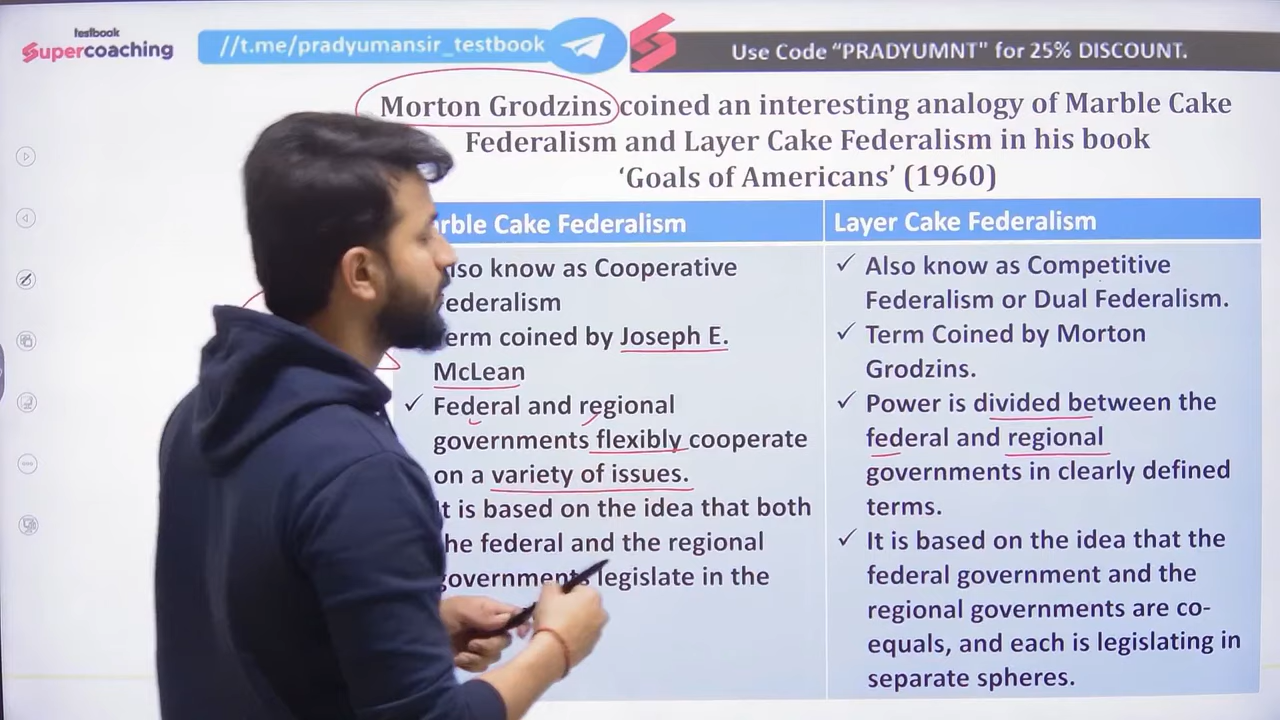 testbook
Supercoaching
//t.me/pradyumansir_testbook
Use Code “PRADYUMNT" for 25% DISCOUNT.
Morton Grodzins coined an interesting analogy of Marble Cake
Federalism and Layer Cake Federalism in his book
‘Goals of Americans’ (1960)
Cake Federalism
also know as Cooperative
Federalism
Term coined by Joseph E.
McLean
✓ Federal and regional
governments flexibly cooperate
on a variety of issues.
It is based on the idea that both
the federal and the regional
governments legislate in the
Layer Cake Federalism
✓ Also know as Competitive
Federalism or Dual Federalism.
✓ Term Coined by Morton
Grodzins.
✓ Power is divided between the
federal and regional
governments in clearly defined
terms.
✓ It is based on the idea that the
federal government and the
regional governments are co-
equals, and each is legislating in
separate spheres.